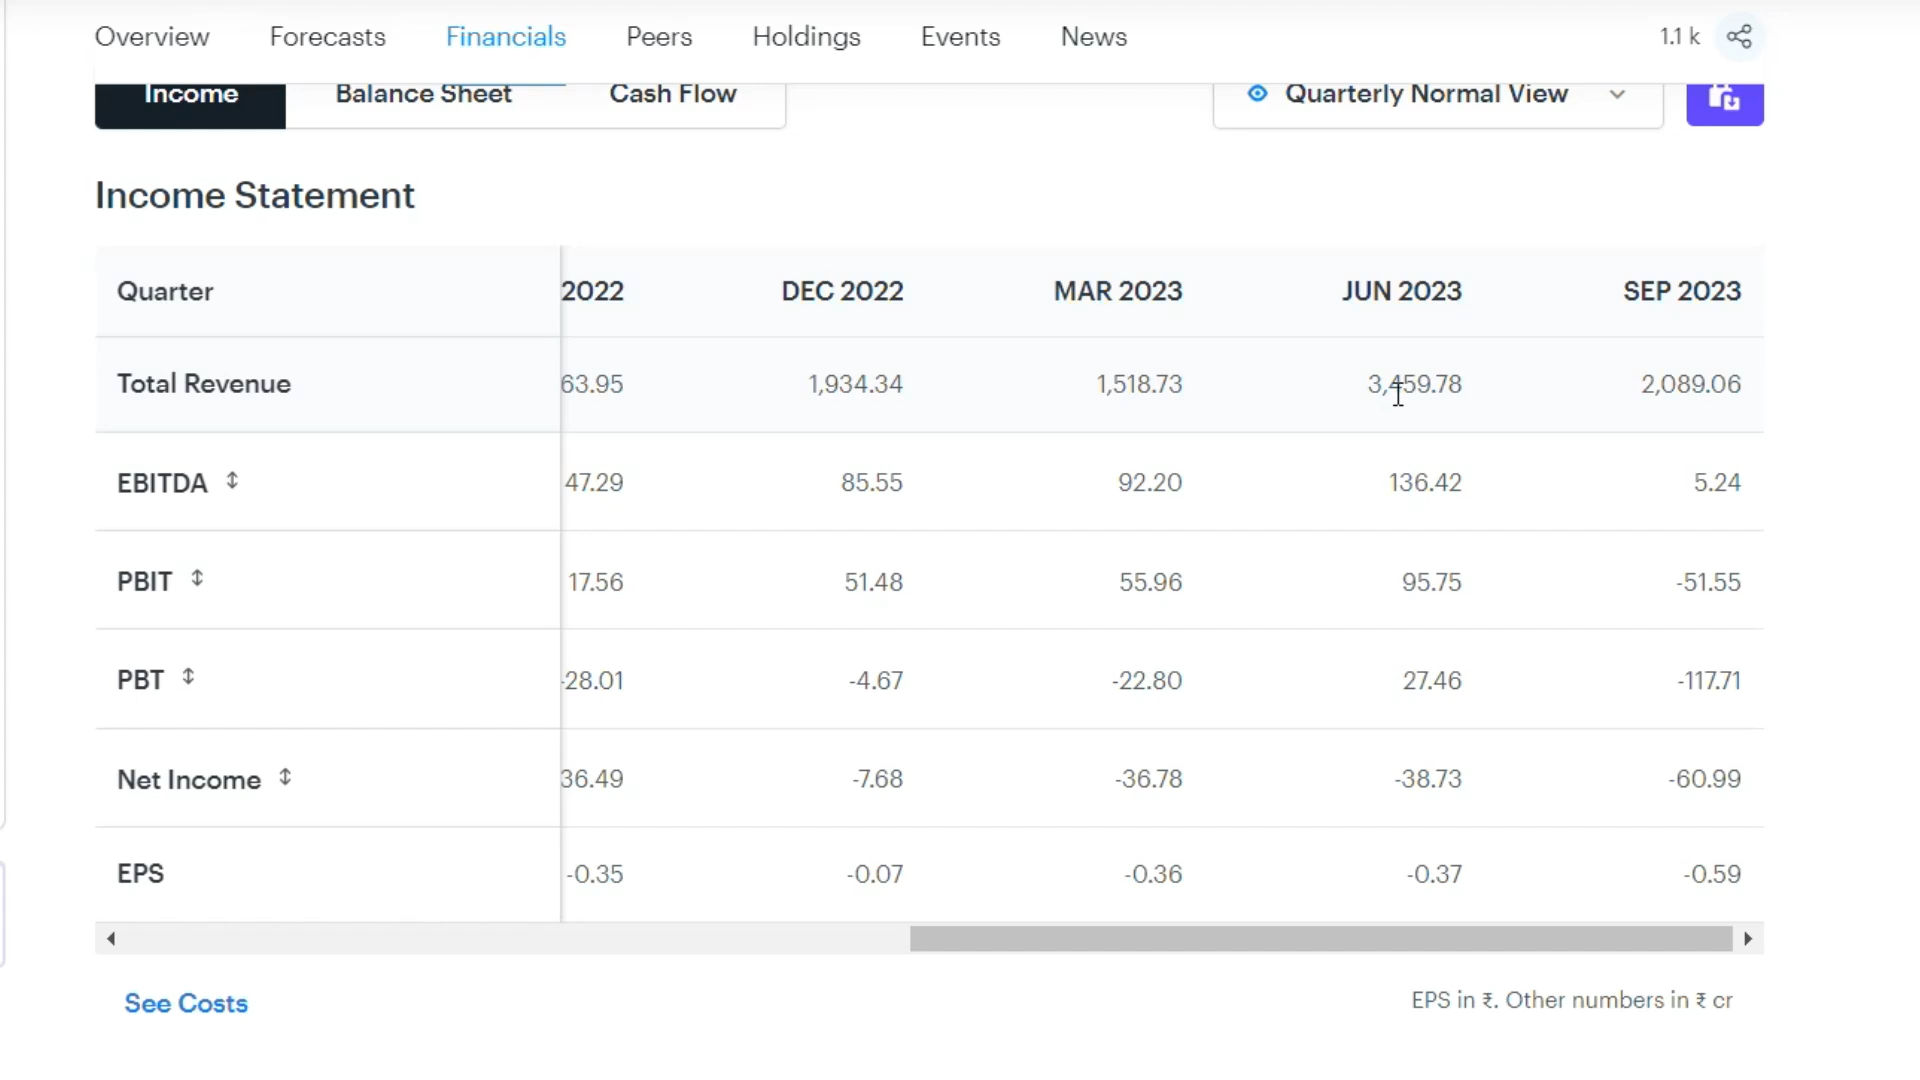 Overview Forecasts Financials Peers Holdings Events News 1.1 k
Income Balance Sheet Cash Flow Quarterly Normal View
Income Statement
Quarter 2022 DEC 2022 MAR 2023 JUN 2023 SEP 2023
Total Revenue 63.95 1,934.34 1,518.73 3,459.78 2,089.06
EBITDA 47.29 85.55 92.20 136.42 5.24
PBIT 17.56 51.48 55.96 95.75 -51.55
PBT -28.01 -4.67 -22.80 27.46 -117.71
Net Income 36.49 -7.68 -36.78 -38.73 -60.99
EPS -0.35 -0.07 -0.36 -0.37 -0.59
See Costs EPS in ₹. Other numbers in ₹ cr